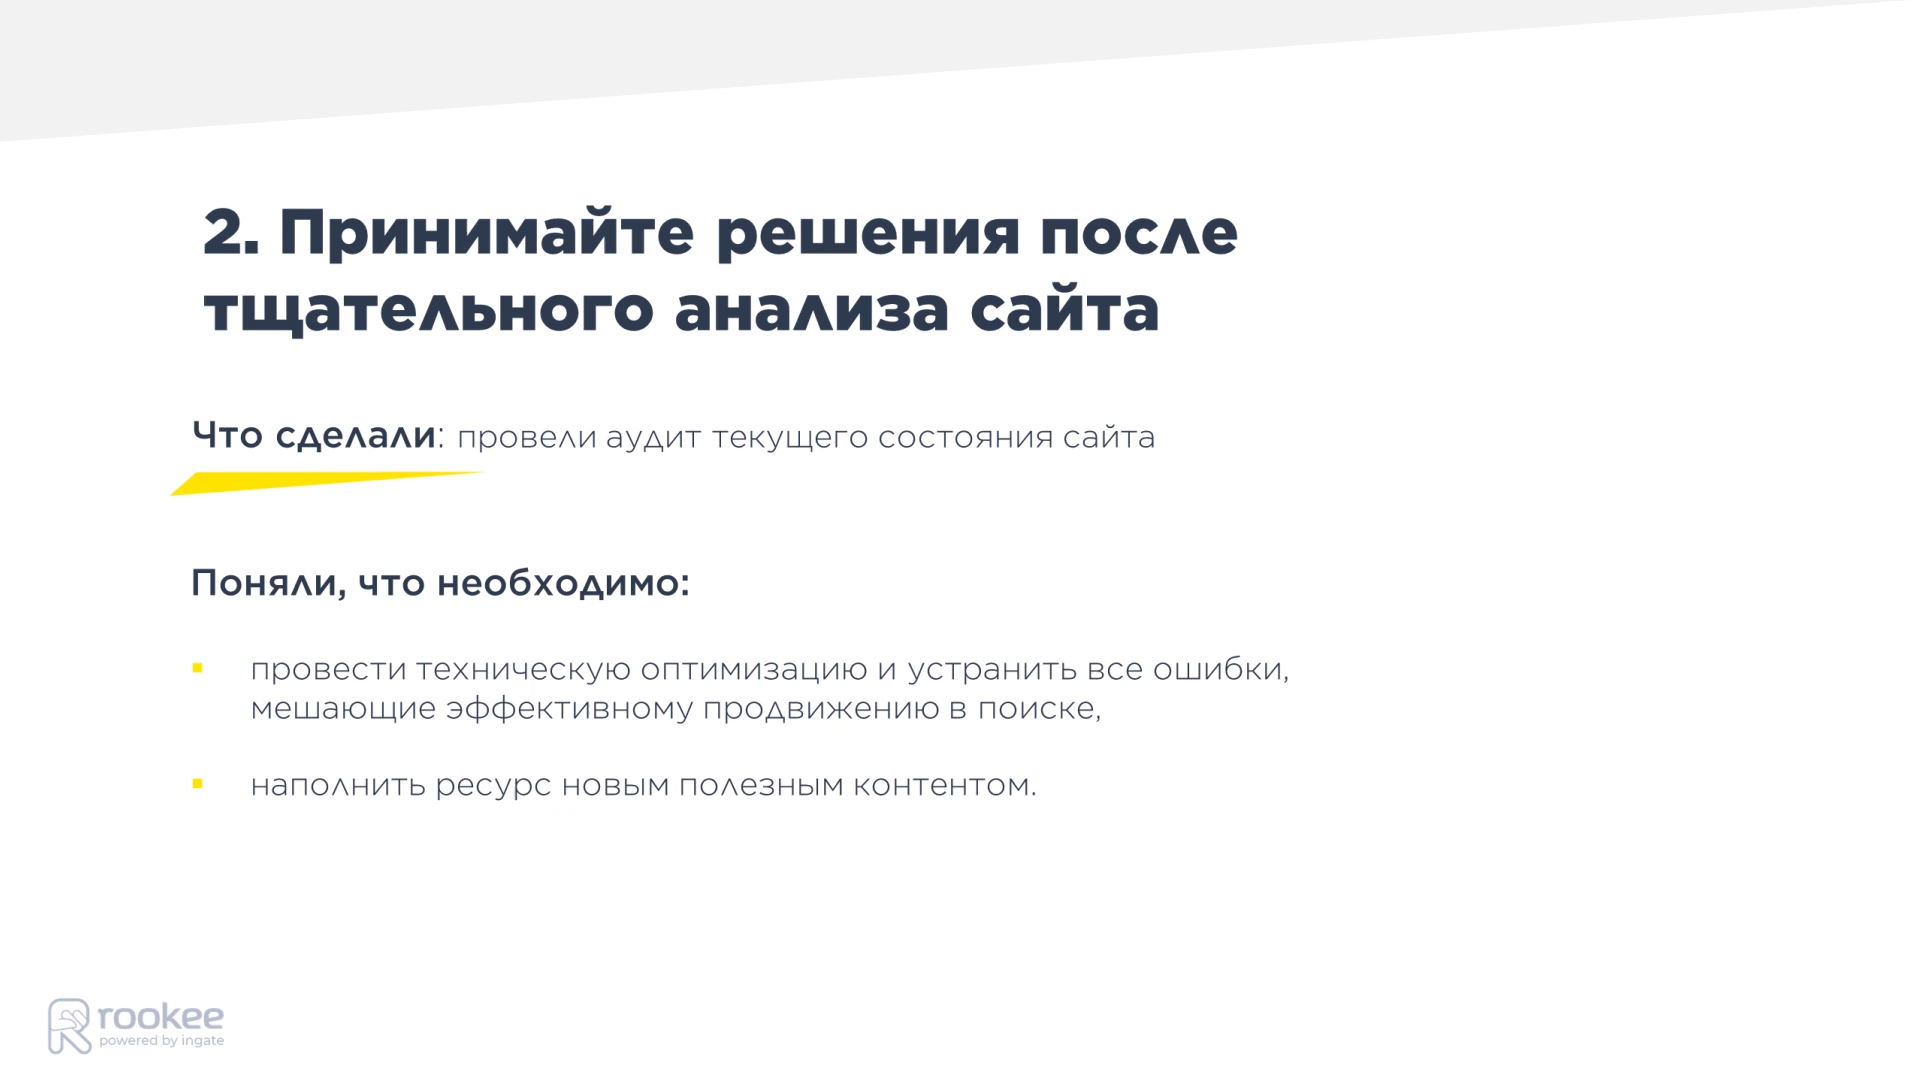 2. Принимайте решения после
тщательного анализа сайта
Что сделали: провели аудит текущего состояния сайта
Поняли, что необходимо:
▪ провести техническую оптимизацию и устранить все ошибки,
мешающие эффективному продвижению в поиске,
▪ наполнить ресурс новым полезным контентом.
rookee
powered by ingate